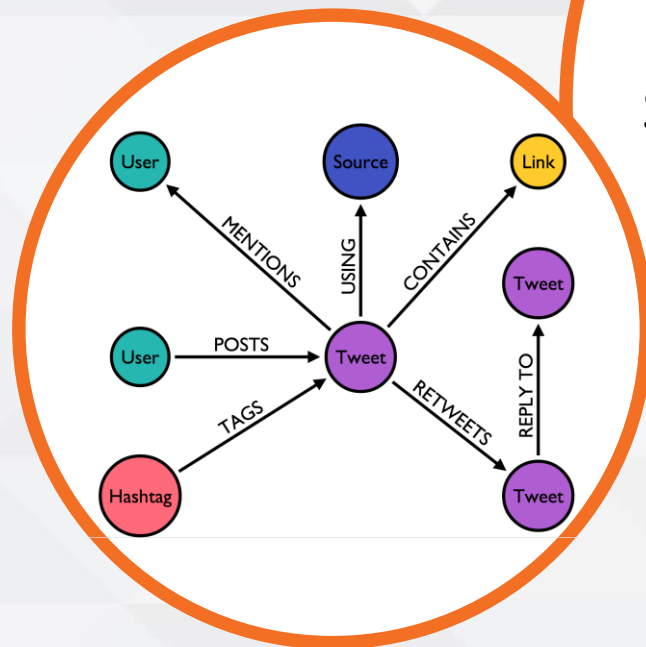 User
Source
Link
MENTIONS
USING
CONTAINS
Tweet
User
POSTS
Tweet
TAGS
RETWEETS
REPLY TO
Hashtag
Tweet